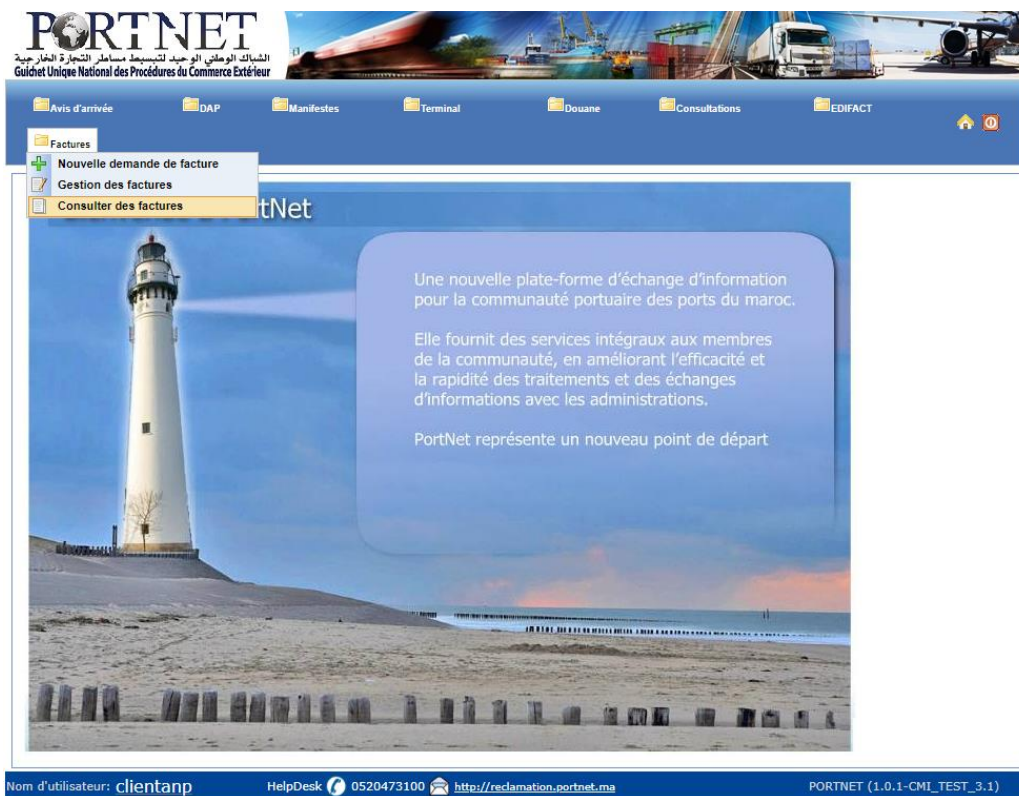 PORTNET
الشباك الوطني الوحيد لتبسيط مساطر التجارة الخارجية
Guichet Unique National des Procédures du Commerce Extérieur
Avis d'arrivée DAP Manifestes Terminal Douane Consultations EDIFACT
Factures
Nouvelle demande de facture
Gestion des factures
Consulter des factures
tNet
Une nouvelle plate-forme d'échange d'information
pour la communauté portuaire des ports du maroc.
Elle fournit des services intégraux aux membres
de la communauté, en améliorant l'efficacité et
la rapidité des traitements et des échanges
d'informations avec les administrations.
PortNet représente un nouveau point de départ
Nom d'utilisateur: clientanp HelpDesk 0520473100 http://reclamation.portnet.ma PORTNET (1.0.1-CMI_TEST_3.1)